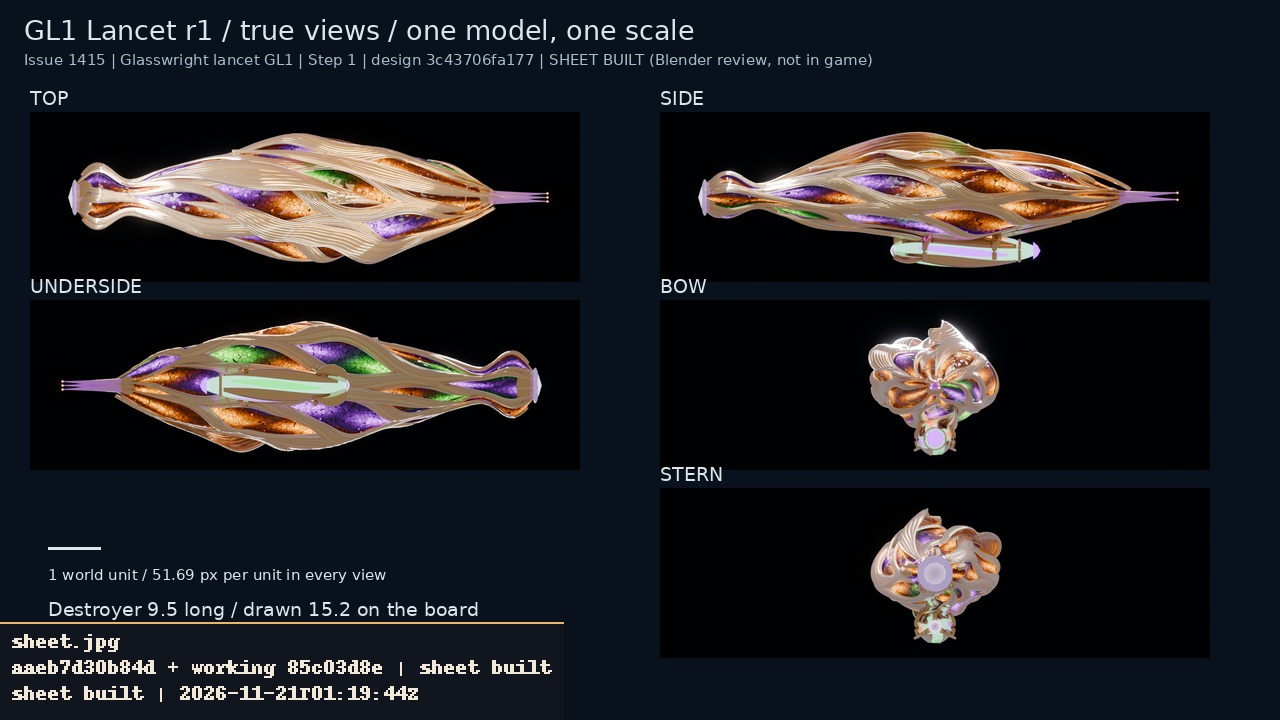 GL1 Lancet r1 / true views / one model, one scale
Issue 1415 | Glasswright lancet GL1 | Step 1 | design 3c43706fa177 | SHEET BUILT (Blender review, not in game)
TOP
SIDE
UNDERSIDE
BOW
STERN
1 world unit / 51.69 px per unit in every view
Destroyer 9.5 long / drawn 15.2 on the board
sheet.jpg
aaeb7d30b84d + working 85c03d8e | sheet built
sheet built | 2026-11-21T01:19:44Z